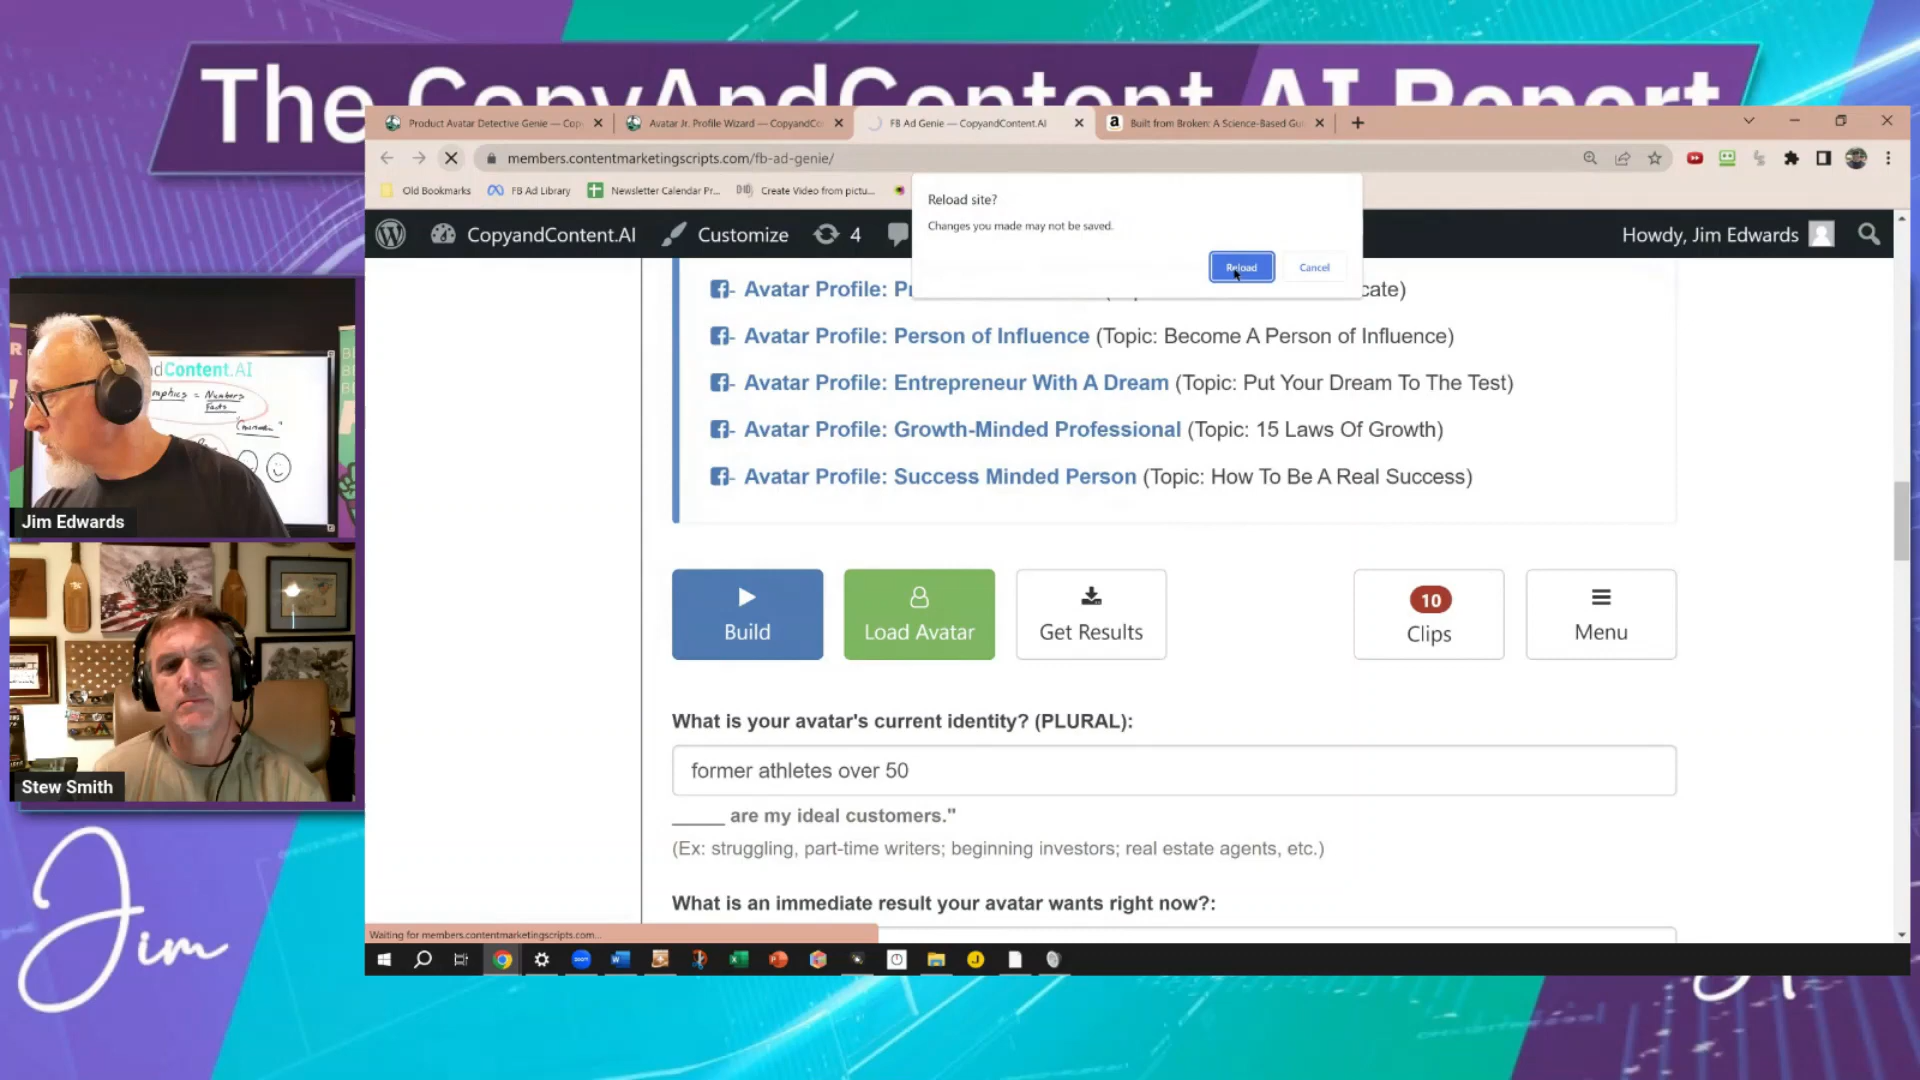 The CopyAndContent.AI Report
Product Avatar Detective Genie — Cop
Avatar Jr. Profile Wizard — CopyandCo
FB Ad Genie — CopyandContent.AI
Built from Broken: A Science-Based Gui
members.contentmarketingscripts.com/fb-ad-genie/
Old Bookmarks
FB Ad Library
Newsletter Calendar Pr...
Create Video from pictu...
Reload site?
Changes you made may not be saved.
Reload
Cancel
CopyandContent.AI
Customize
4
Howdy, Jim Edwards
Avatar Profile: P cate)
Avatar Profile: Person of Influence (Topic: Become A Person of Influence)
Avatar Profile: Entrepreneur With A Dream (Topic: Put Your Dream To The Test)
Avatar Profile: Growth-Minded Professional (Topic: 15 Laws Of Growth)
Avatar Profile: Success Minded Person (Topic: How To Be A Real Success)
Build
Load Avatar
Get Results
10
Clips
Menu
What is your avatar's current identity? (PLURAL):
former athletes over 50
_____ are my ideal customers."
(Ex: struggling, part-time writers; beginning investors; real estate agents, etc.)
What is an immediate result your avatar wants right now?:
Waiting for members.contentmarketingscripts.com...
dContent.AI
raphics = Numbers
Facts
Jim Edwards
Stew Smith
Jim